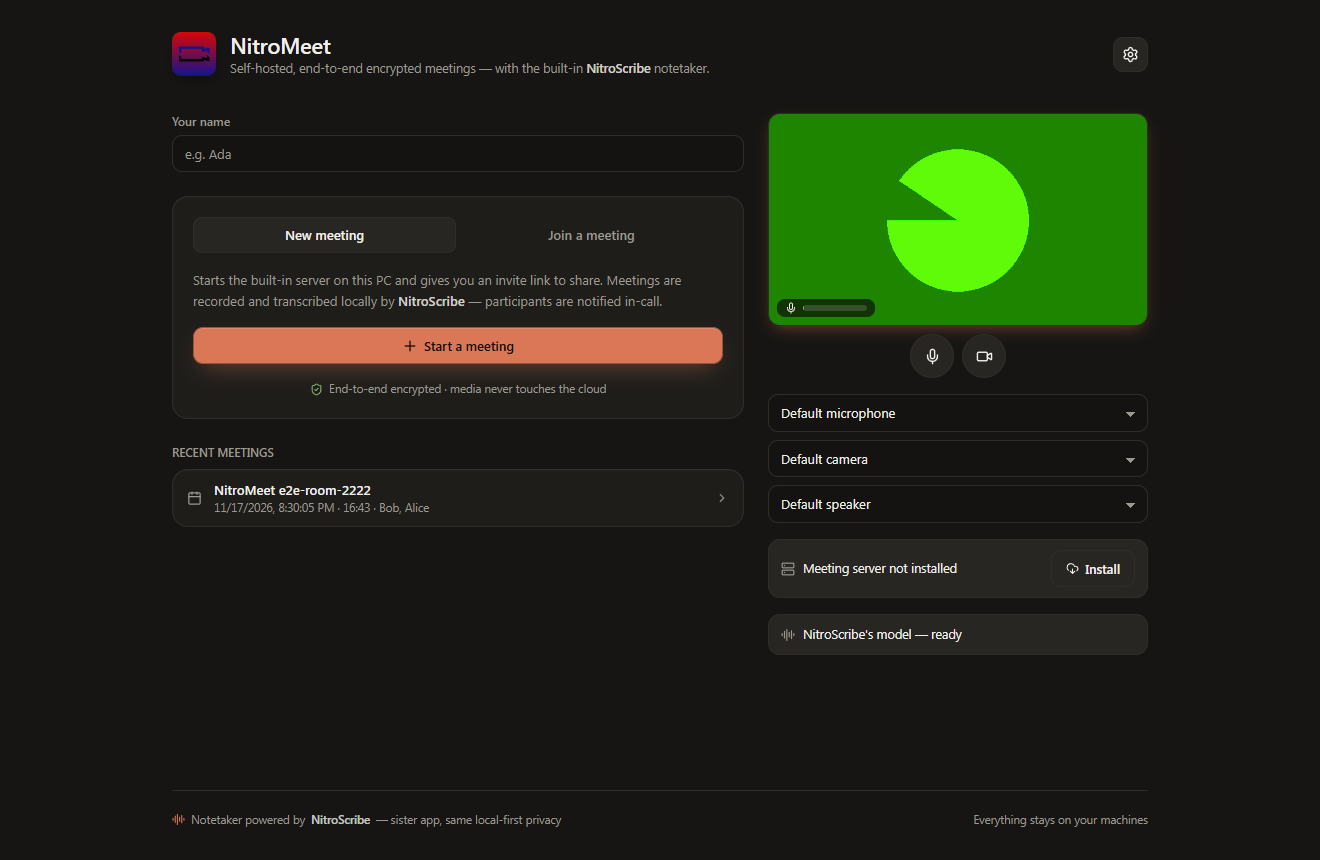 NitroMeet
Self-hosted, end-to-end encrypted meetings — with the built-in NitroScribe notetaker.
Your name
e.g. Ada
New meeting
Join a meeting
Starts the built-in server on this PC and gives you an invite link to share. Meetings are
recorded and transcribed locally by NitroScribe — participants are notified in-call.
Start a meeting
End-to-end encrypted · media never touches the cloud
RECENT MEETINGS
NitroMeet e2e-room-2222
11/17/2026, 8:30:05 PM · 16:43 · Bob, Alice
Default microphone
Default camera
Default speaker
Meeting server not installed
Install
NitroScribe's model — ready
Notetaker powered by NitroScribe — sister app, same local-first privacy
Everything stays on your machines